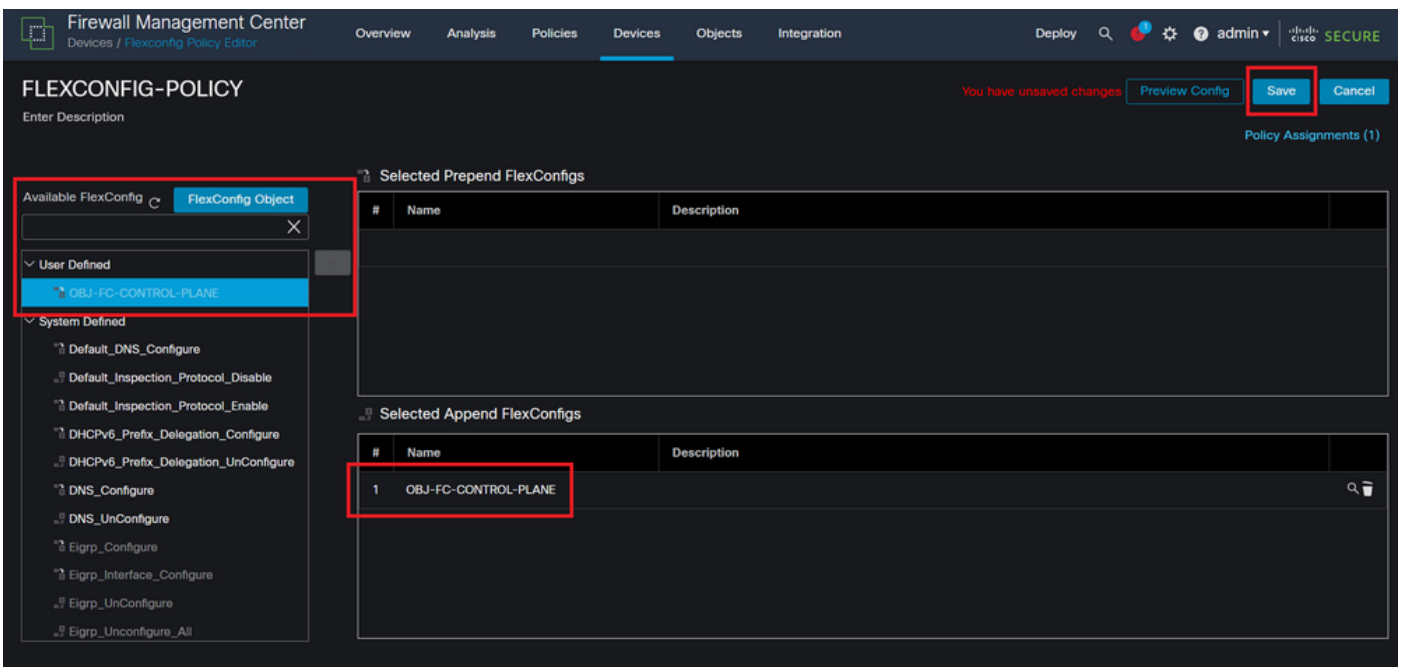 Firewall Management Center
Devices / Flexconfig Policy Editor
Overview Analysis Policies Devices Objects Integration
Deploy 1 ? admin
cisco SECURE
FLEXCONFIG-POLICY
Enter Description
You have unsaved changes Preview Config Save Cancel
Policy Assignments (1)
Available FlexConfig FlexConfig Object
User Defined
OBJ-FC-CONTROL-PLANE
System Defined
Default_DNS_Configure
Default_Inspection_Protocol_Disable
Default_Inspection_Protocol_Enable
DHCPv6_Prefix_Delegation_Configure
DHCPv6_Prefix_Delegation_UnConfigure
DNS_Configure
DNS_UnConfigure
Eigrp_Configure
Eigrp_Interface_Configure
Eigrp_UnConfigure
Eigrp_Unconfigure_All
Selected Prepend FlexConfigs
# Name Description
Selected Append FlexConfigs
# Name Description
1 OBJ-FC-CONTROL-PLANE